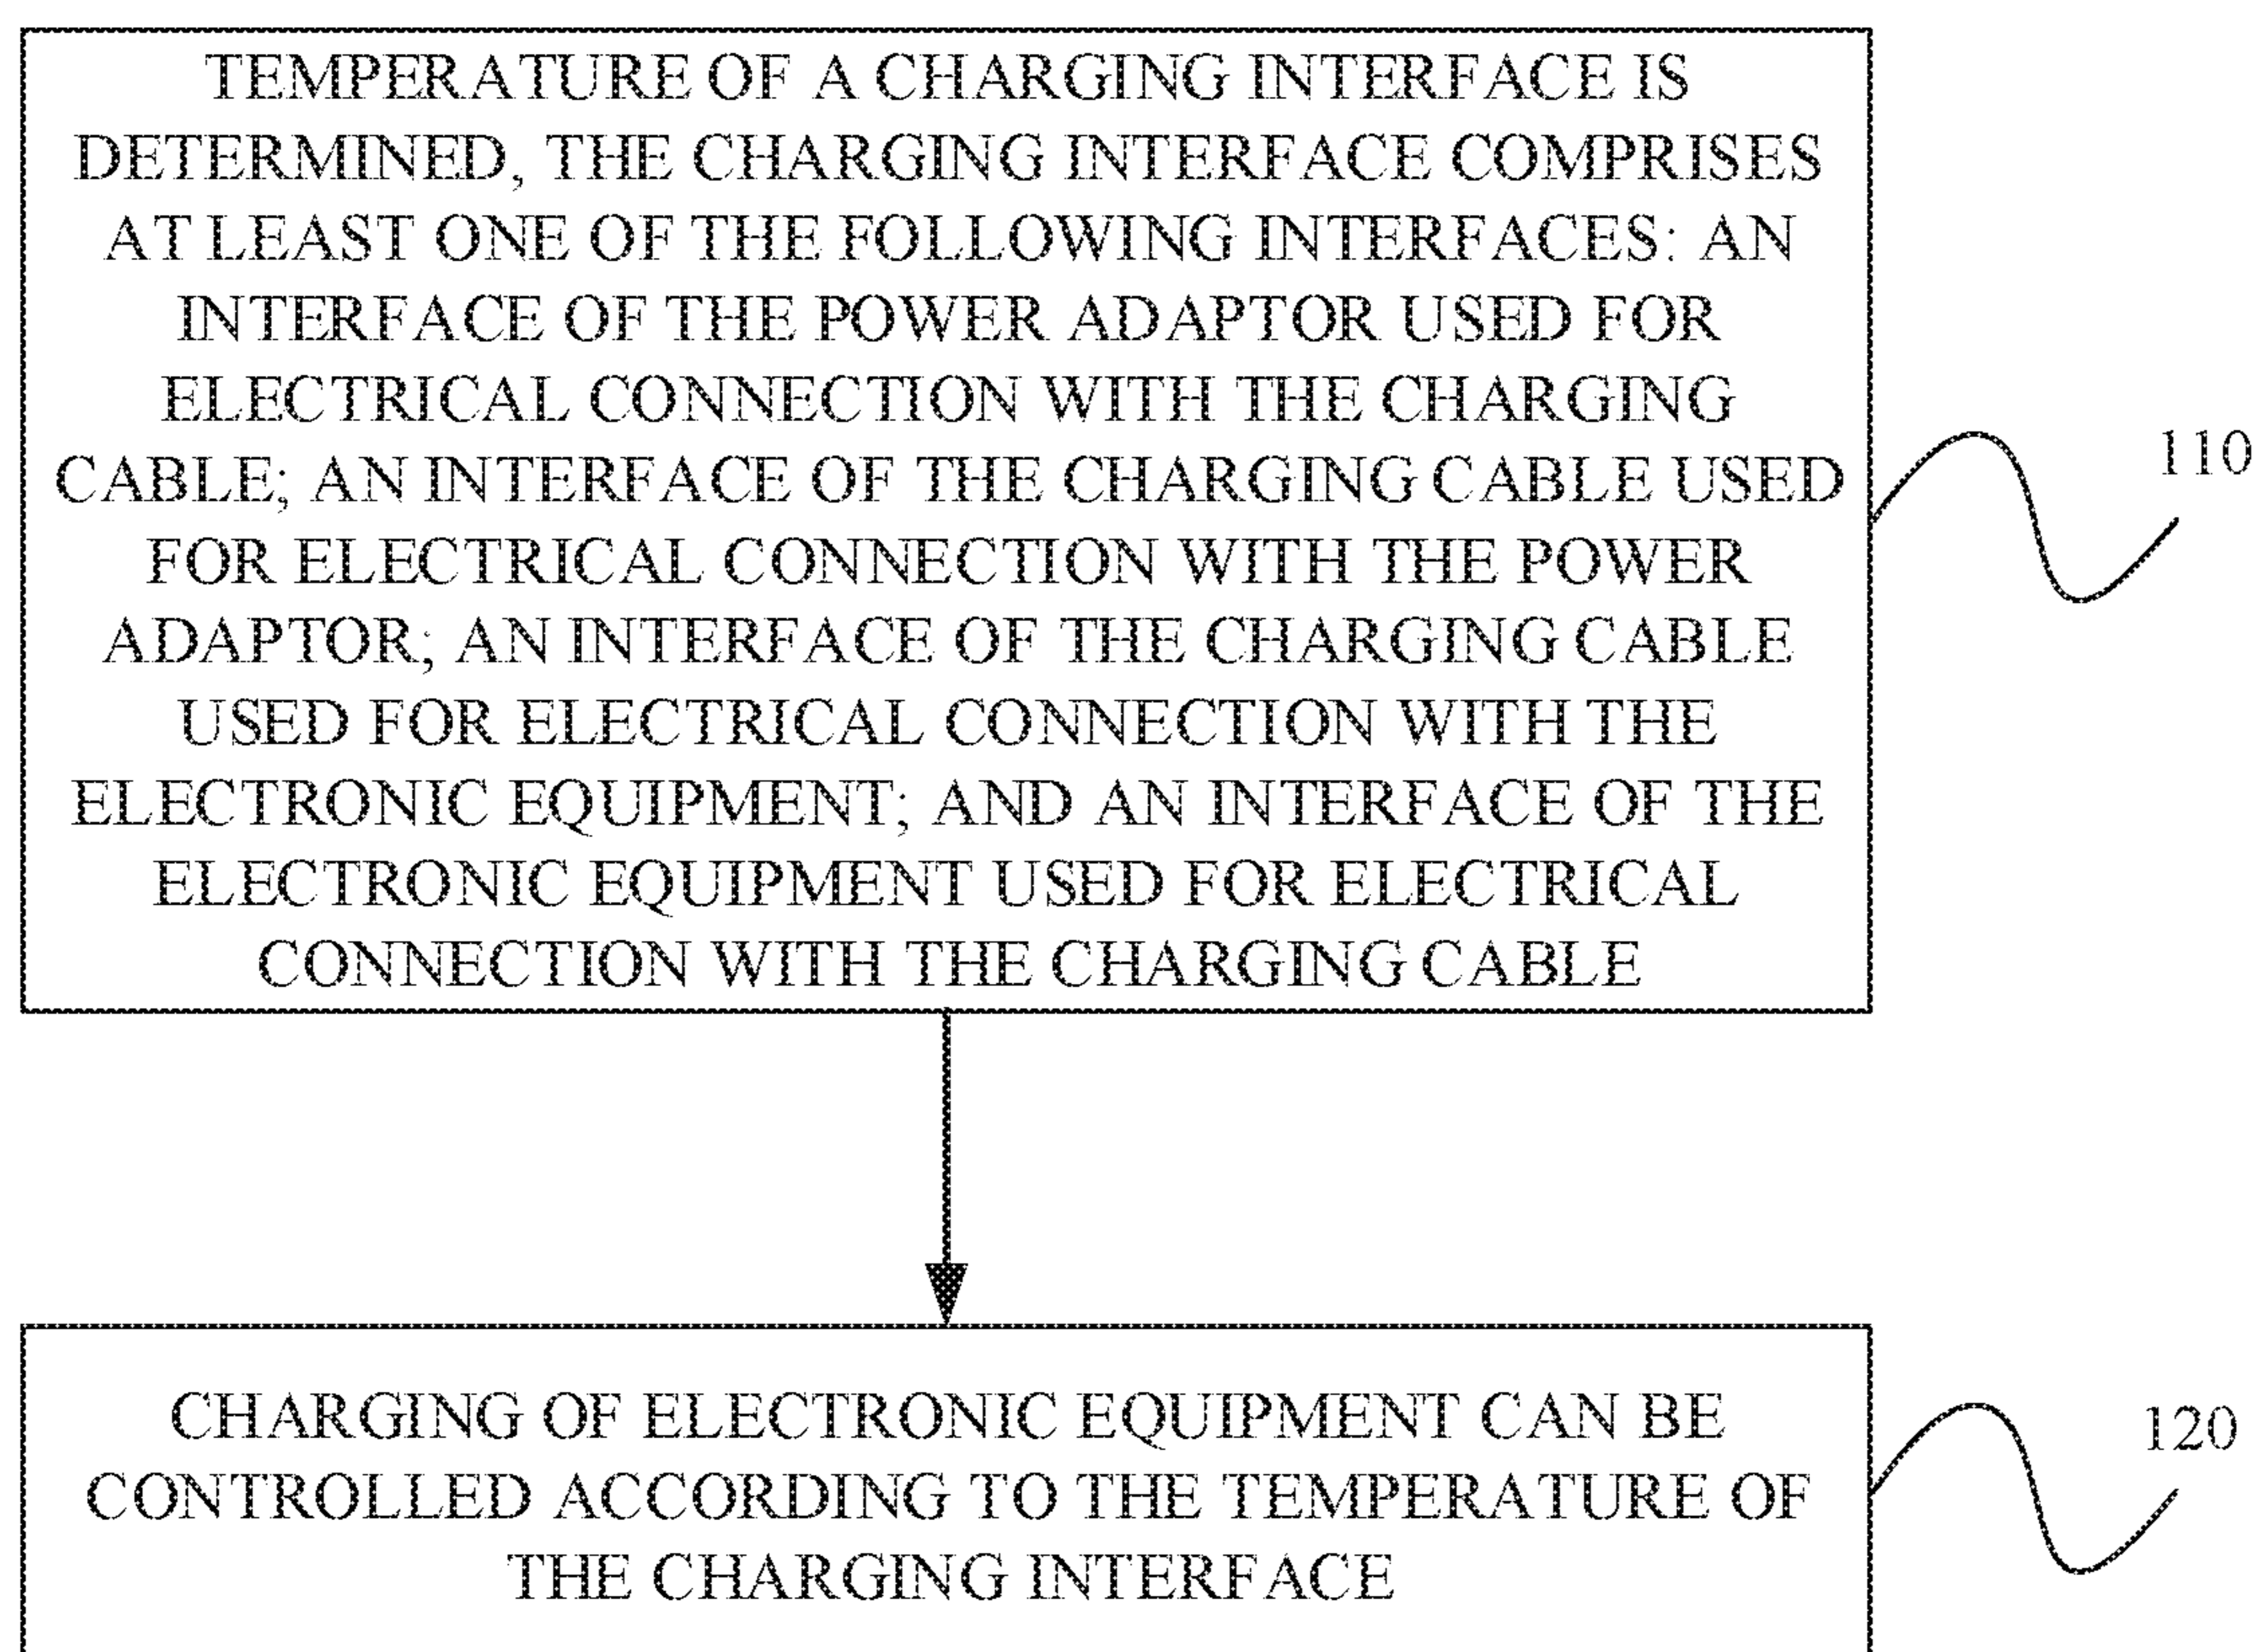 TEMPERATURE OF A CHARGING INTERFACE IS
DETERMINED, THE CHARGING INTERFACE COMPRISES
AT LEAST ONE OF THE FOLLOWING INTERFACES: AN
INTERFACE OF THE POWER ADAPTOR USED FOR
ELECTRICAL CONNECTION WITH THE CHARGING
CABLE; AN INTERFACE OF THE CHARGING CABLE USED
FOR ELECTRICAL CONNECTION WITH THE POWER
ADAPTOR; AN INTERFACE OF THE CHARGING CABLE
USED FOR ELECTRICAL CONNECTION WITH THE
ELECTRONIC EQUIPMENT; AND AN INTERFACE OF THE
ELECTRONIC EQUIPMENT USED FOR ELECTRICAL
CONNECTION WITH THE CHARGING CABLE
110
CHARGING OF ELECTRONIC EQUIPMENT CAN BE
CONTROLLED ACCORDING TO THE TEMPERATURE OF
THE CHARGING INTERFACE
120